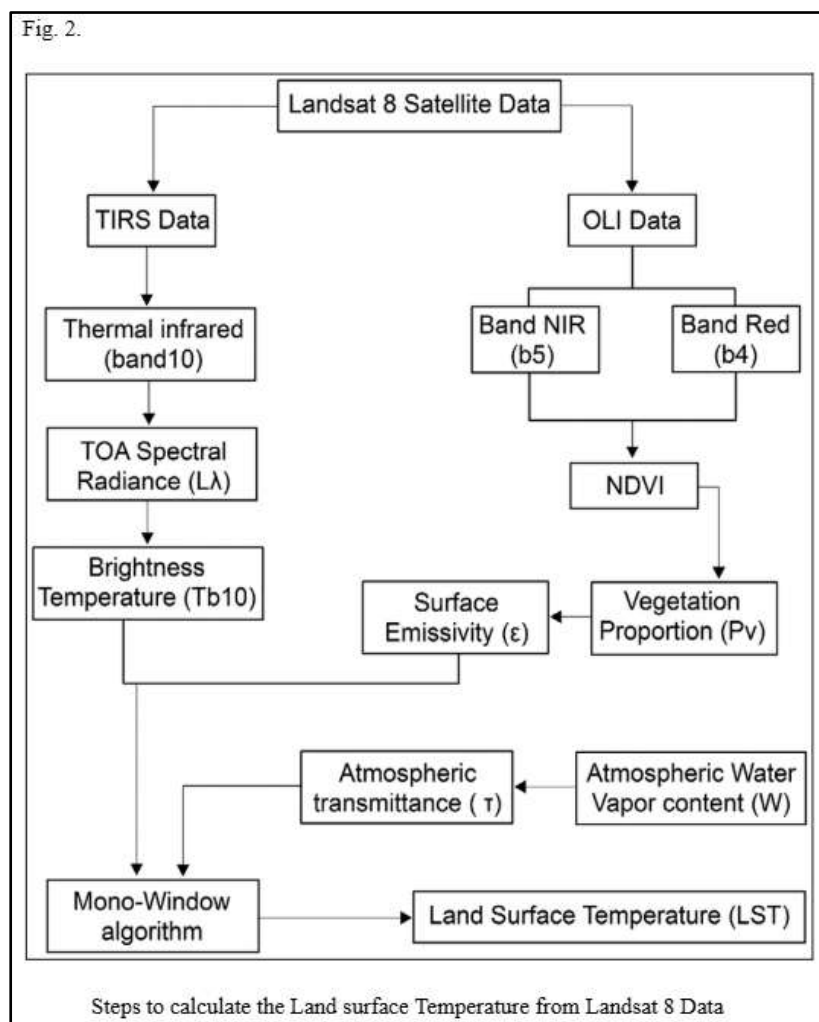 Fig. 2.
Landsat 8 Satellite Data
TIRS Data
OLI Data
Thermal infrared
(band10)
Band NIR
(b5)
Band Red
(b4)
TOA Spectral
Radiance (Lλ)
NDVI
Brightness
Temperature (Tb10)
Surface
Emissivity (ε)
Vegetation
Proportion (Pv)
Atmospheric
transmittance ( τ)
Atmospheric Water
Vapor content (W)
Mono-Window
algorithm
Land Surface Temperature (LST)
Steps to calculate the Land surface Temperature from Landsat 8 Data